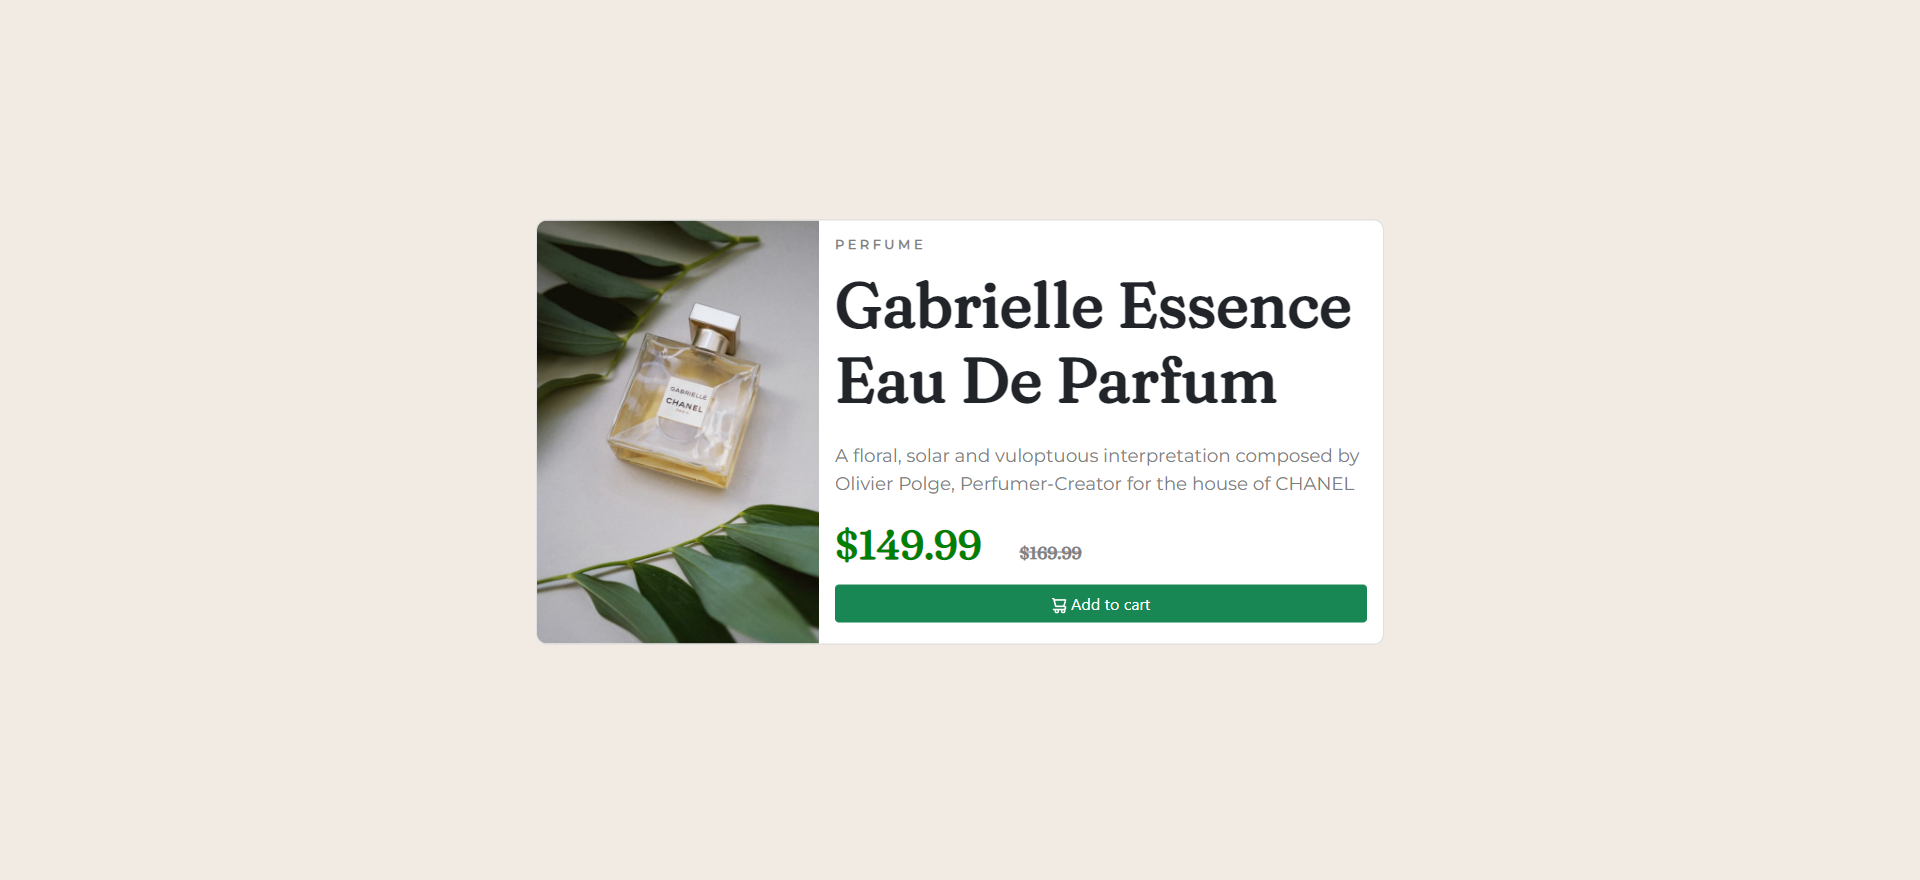 PERFUME
Gabrielle Essence
Eau De Parfum
A floral, solar and vuloptuous interpretation composed by
Olivier Polge, Perfumer-Creator for the house of CHANEL
$149.99 $169.99
Add to cart
GABRIELLE
CHANEL
PARIS